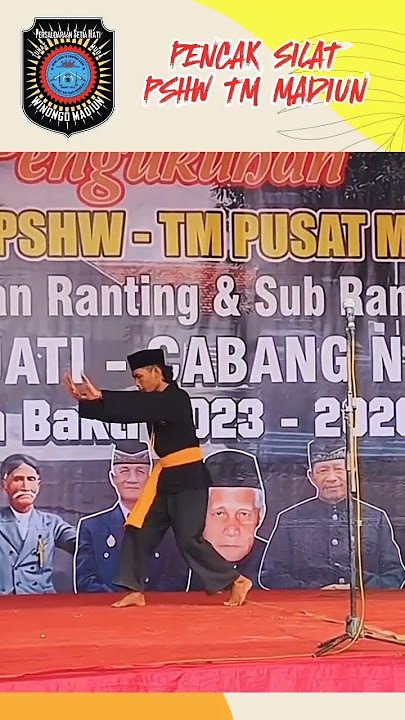 PERSAUDARAAN SETIA HATI
WINONGO MADIUN
PENCAK SILAT
PSHW TM MADIUN
Pengukuhan
PSHW - TM PUSAT M
an Ranting & Sub Ran
JATI - CABANG N
a Bakti 2023 - 202